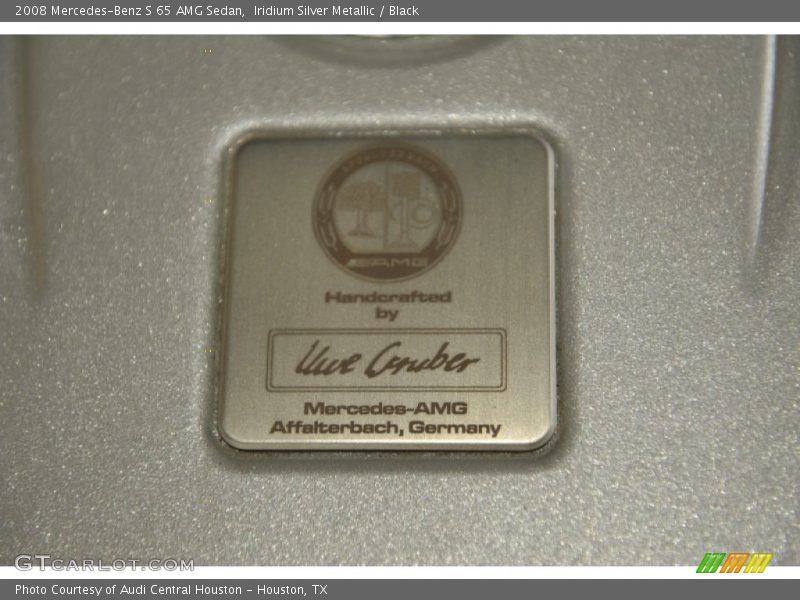 2008 Mercedes-Benz S 65 AMG Sedan,  Iridium Silver Metallic / Black
AFFALTERBACH
AMG
Handcrafted
by
Uwe Gruber
Mercedes-AMG
Affalterbach, Germany
GTCARLOT.COM
Photo Courtesy of Audi Central Houston - Houston, TX